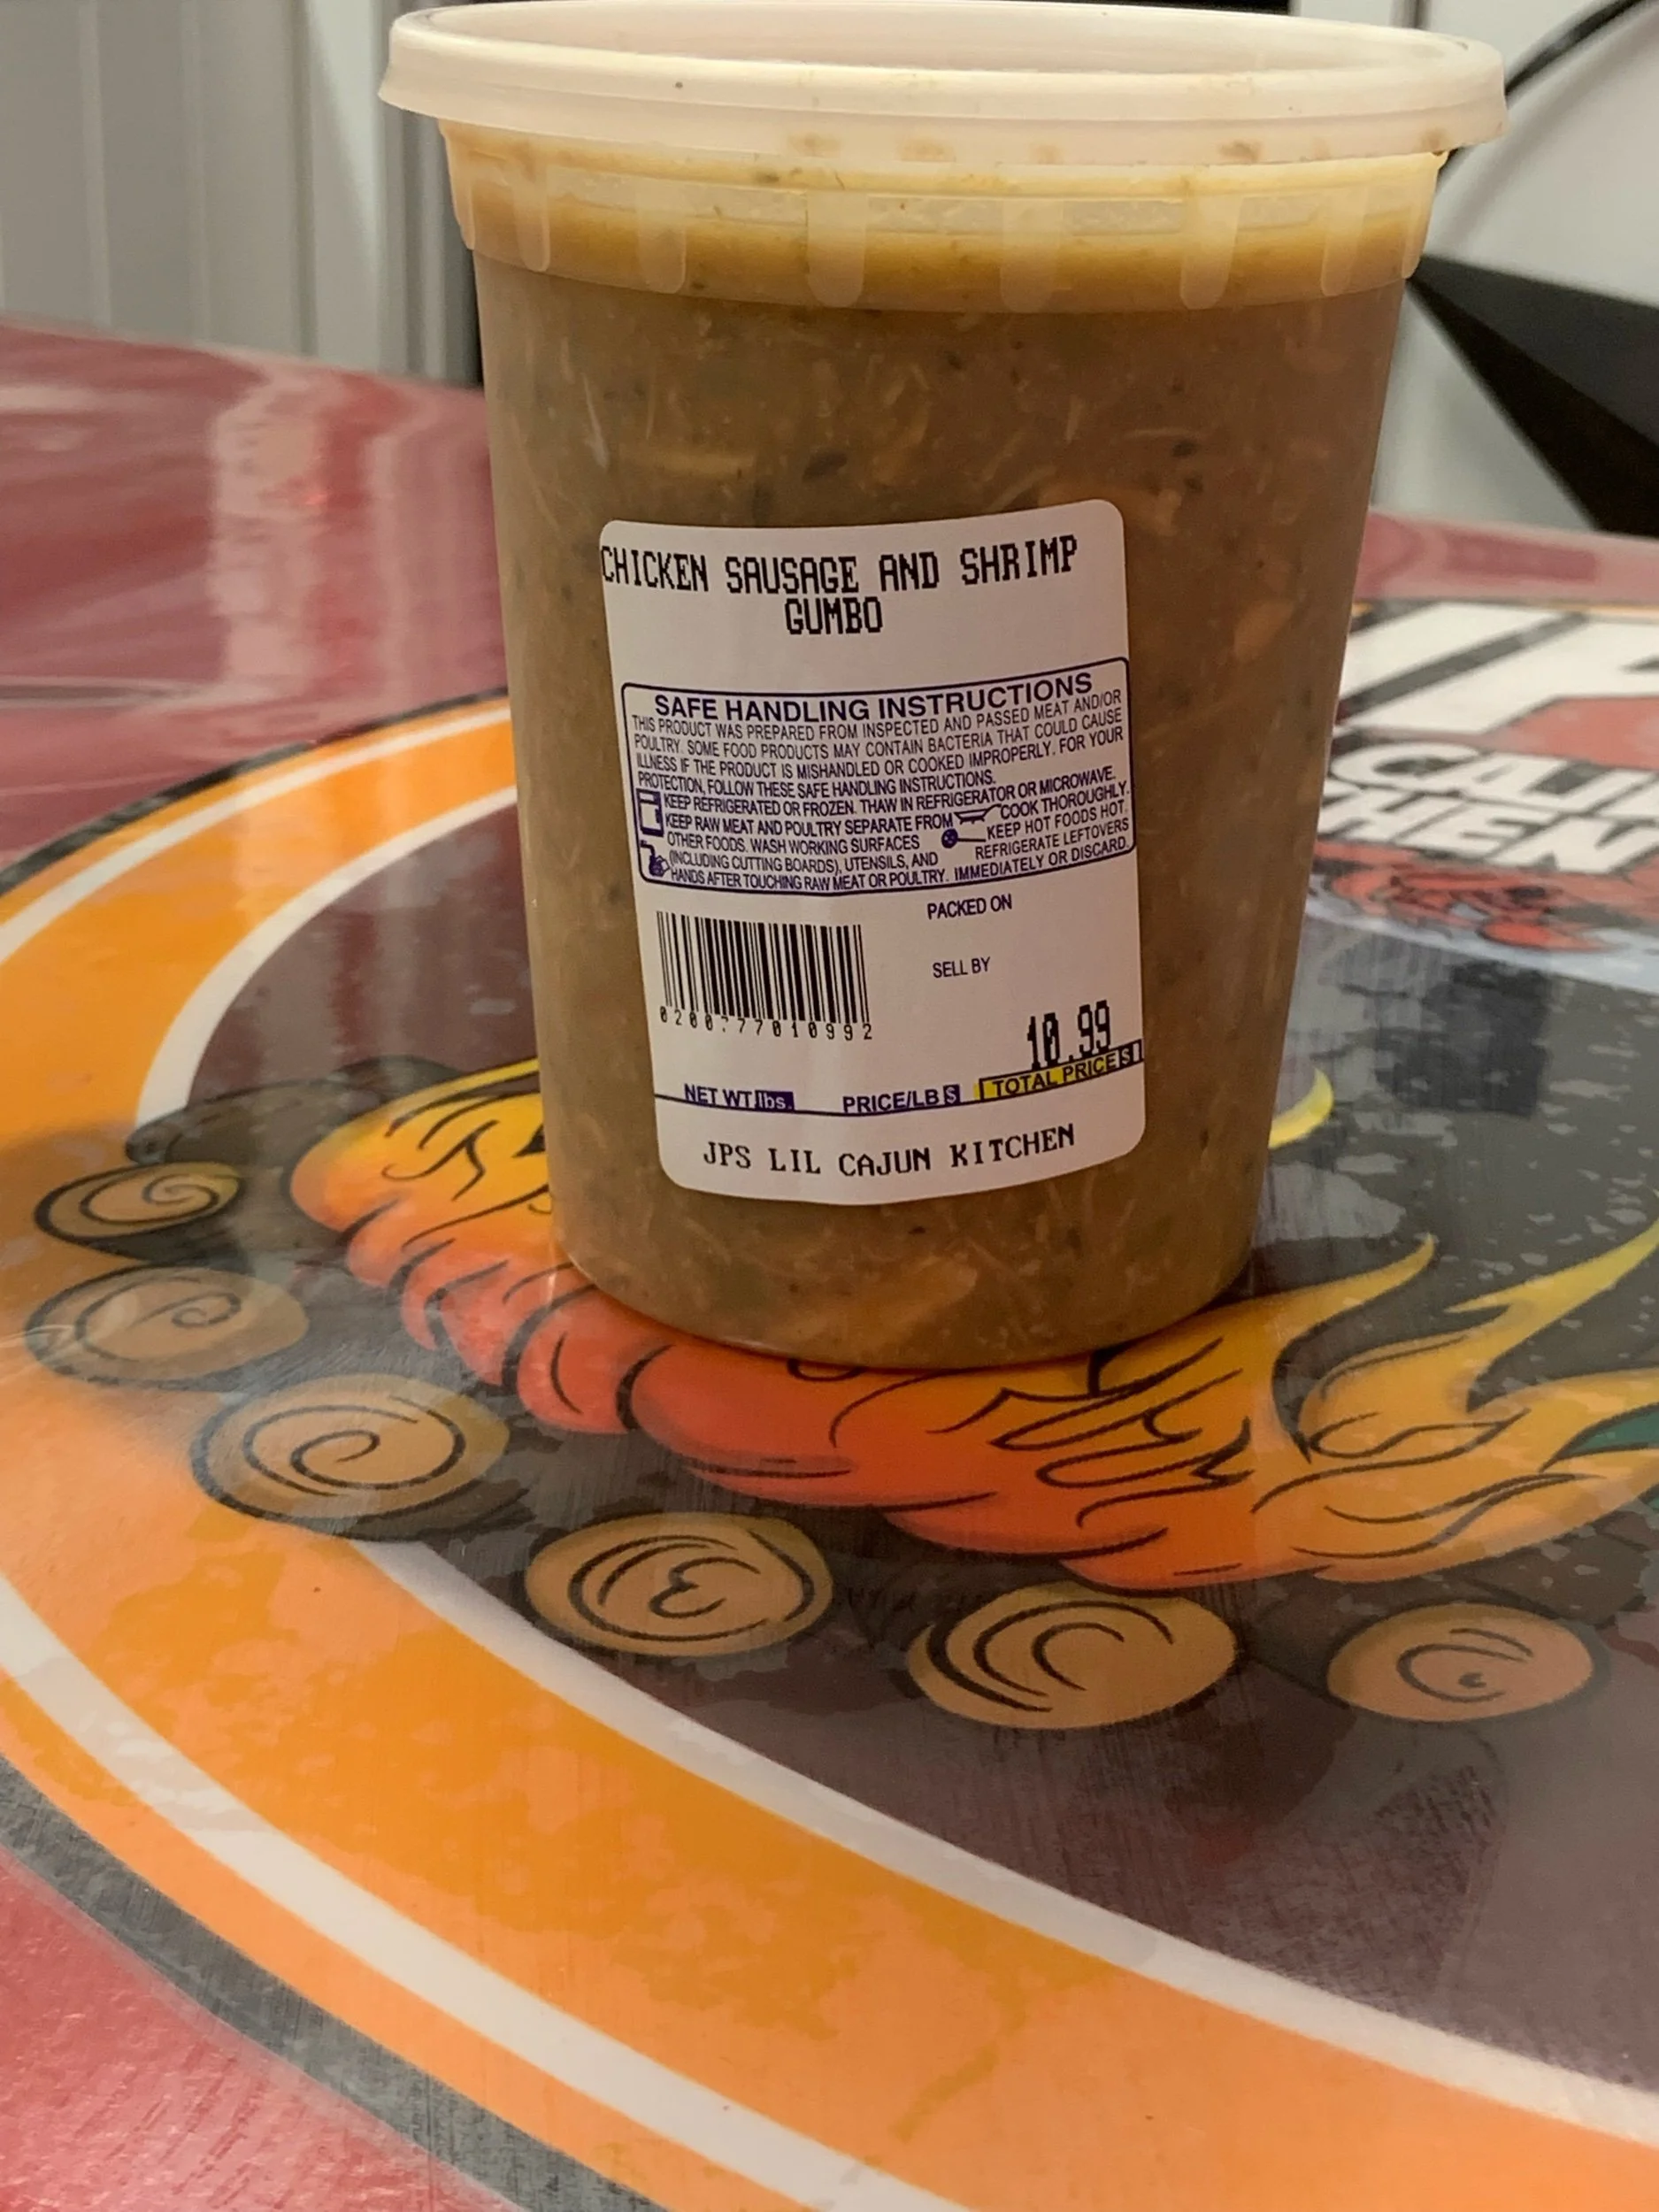 CHICKEN SAUSAGE AND SHRIMP
GUMBO
SAFE HANDLING INSTRUCTIONS
THIS PRODUCT WAS PREPARED FROM INSPECTED AND PASSED MEAT AND/OR
POULTRY. SOME FOOD PRODUCTS MAY CONTAIN BACTERIA THAT COULD CAUSE
ILLNESS IF THE PRODUCT IS MISHANDLED OR COOKED IMPROPERLY. FOR YOUR
PROTECTION, FOLLOW THESE SAFE HANDLING INSTRUCTIONS.
KEEP REFRIGERATED OR FROZEN. THAW IN REFRIGERATOR OR MICROWAVE.
KEEP RAW MEAT AND POULTRY SEPARATE FROM
OTHER FOODS. WASH WORKING SURFACES
(INCLUDING CUTTING BOARDS), UTENSILS, AND
HANDS AFTER TOUCHING RAW MEAT OR POULTRY.
COOK THOROUGHLY.
KEEP HOT FOODS HOT.
REFRIGERATE LEFTOVERS
IMMEDIATELY OR DISCARD.
PACKED ON
SELL BY
10.99
NET WT lbs.
PRICE/LB $
TOTAL PRICE $
JPS LIL CAJUN KITCHEN